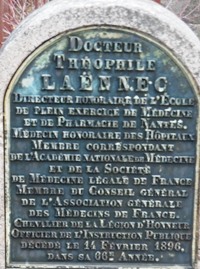 DOCTEUR
THÉOPHILE
LAËNNEC
DIRECTEUR HONORAIRE DE L'ÉCOLE
DE PLEIN EXERCICE DE MÉDECINE
ET DE PHARMACIE DE NANTES.
MÉDECIN HONORAIRE DES HÔPITAUX
MEMBRE CORRESPONDANT
DE L'ACADÉMIE NATIONALE DE MÉDECINE
ET DE LA SOCIÉTÉ
DE MÉDECINE LÉGALE DE FRANCE
MEMBRE DU CONSEIL GÉNÉRAL
DE L'ASSOCIATION GÉNÉRALE
DES MÉDECINS DE FRANCE.
CHEVALIER DE LA LÉGION D'HONNEUR
OFFICIER DE L'INSTRUCTION PUBLIQUE
DÉCÉDÉ LE 14 FÉVRIER 1896,
DANS SA 66E ANNÉE.